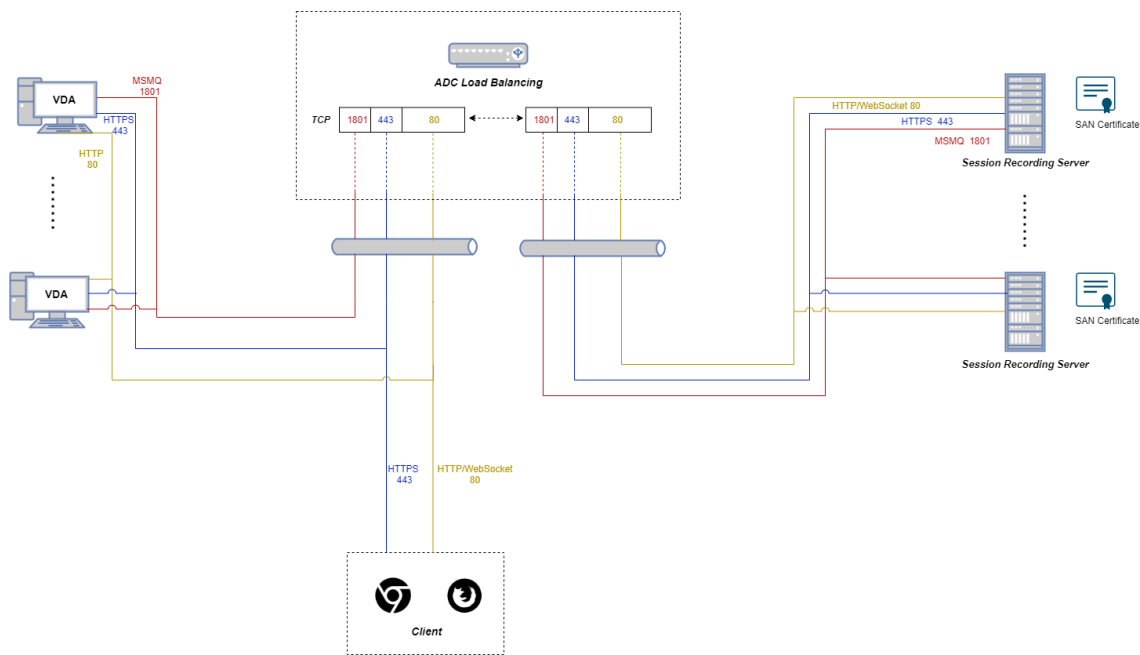 ADC Load Balancing
TCP
1801
443
80
1801
443
80
VDA
MSMQ
1801
HTTPS
443
HTTP
80
VDA
HTTP/WebSocket 80
HTTPS 443
MSMQ 1801
Session Recording Server
SAN Certificate
Session Recording Server
SAN Certificate
HTTPS
443
HTTP/WebSocket
80
Client